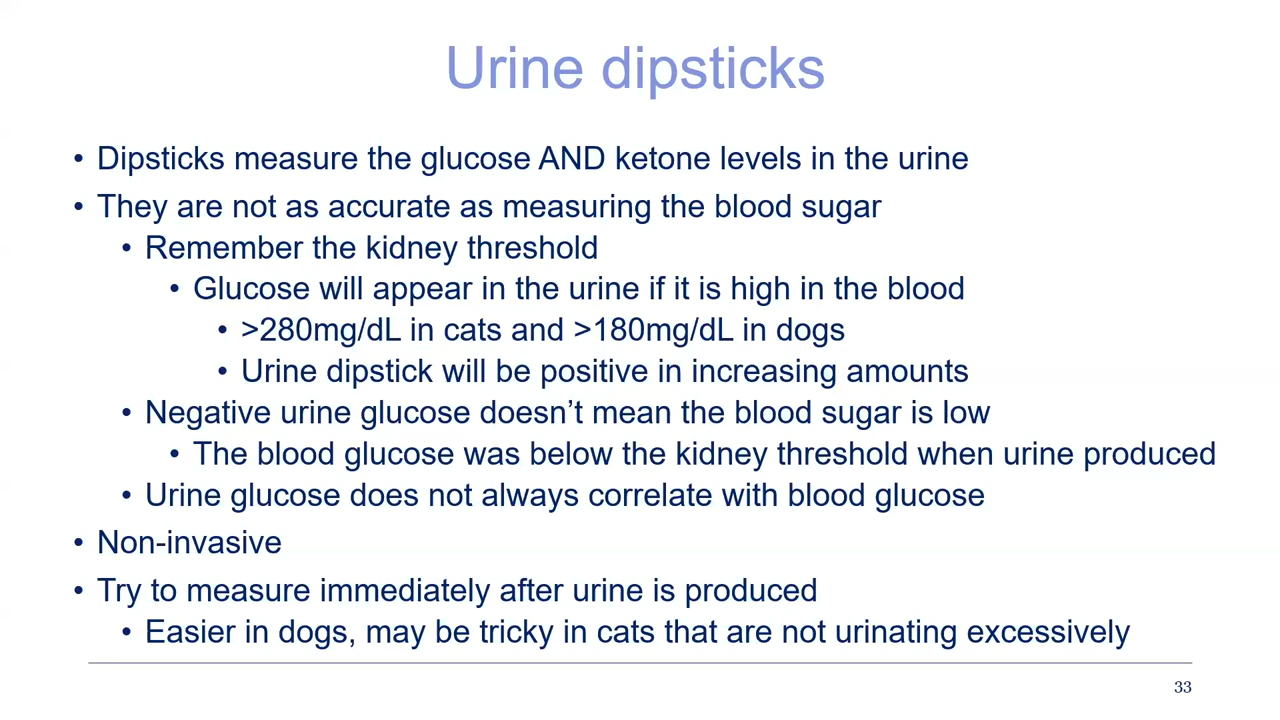 Urine dipsticks
• Dipsticks measure the glucose AND ketone levels in the urine
• They are not as accurate as measuring the blood sugar
• Remember the kidney threshold
• Glucose will appear in the urine if it is high in the blood
• >280mg/dL in cats and >180mg/dL in dogs
• Urine dipstick will be positive in increasing amounts
• Negative urine glucose doesn’t mean the blood sugar is low
• The blood glucose was below the kidney threshold when urine produced
• Urine glucose does not always correlate with blood glucose
• Non-invasive
• Try to measure immediately after urine is produced
• Easier in dogs, may be tricky in cats that are not urinating excessively
33